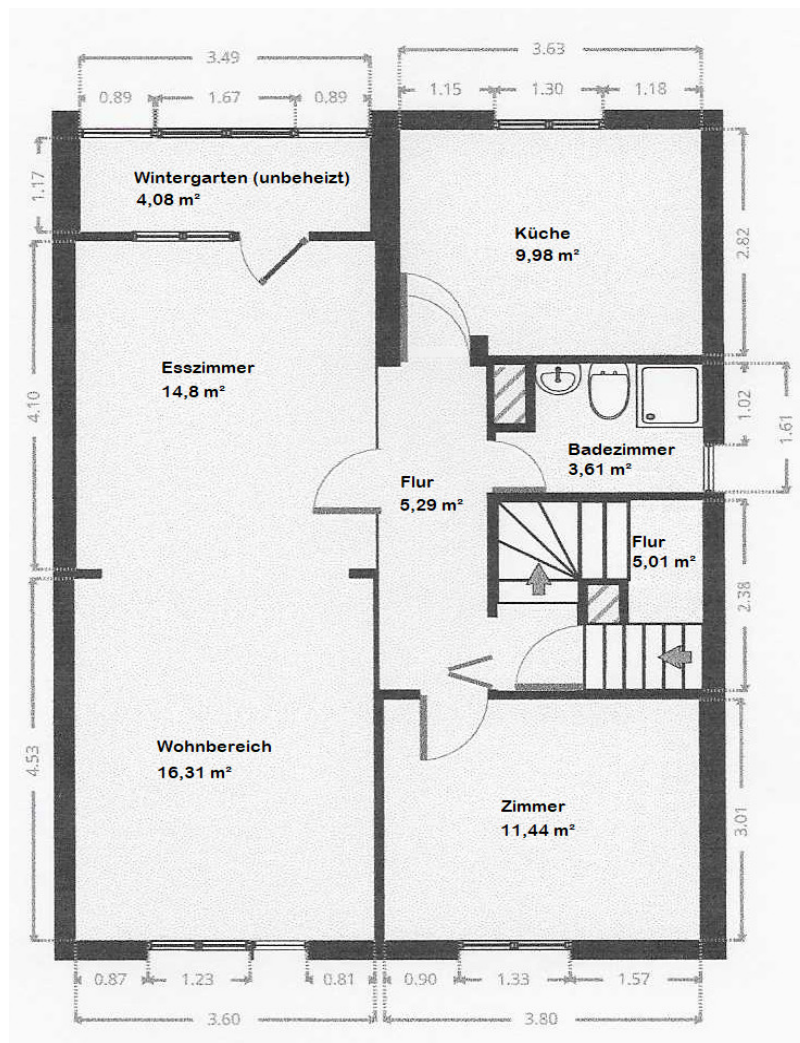 3.49
3.63
0.89
1.67
0.89
1.15
1.30
1.18
1.17
Wintergarten (unbeheizt)
4,08 m²
Küche
9,98 m²
2.82
Esszimmer
14,8 m²
4.10
1.02
1.61
Badezimmer
3,61 m²
Flur
5,29 m²
Flur
5,01 m²
2.38
Wohnbereich
16,31 m²
4.53
Zimmer
11,44 m²
3.01
0.87
1.23
0.81
0.90
1.33
1.57
3.60
3.80